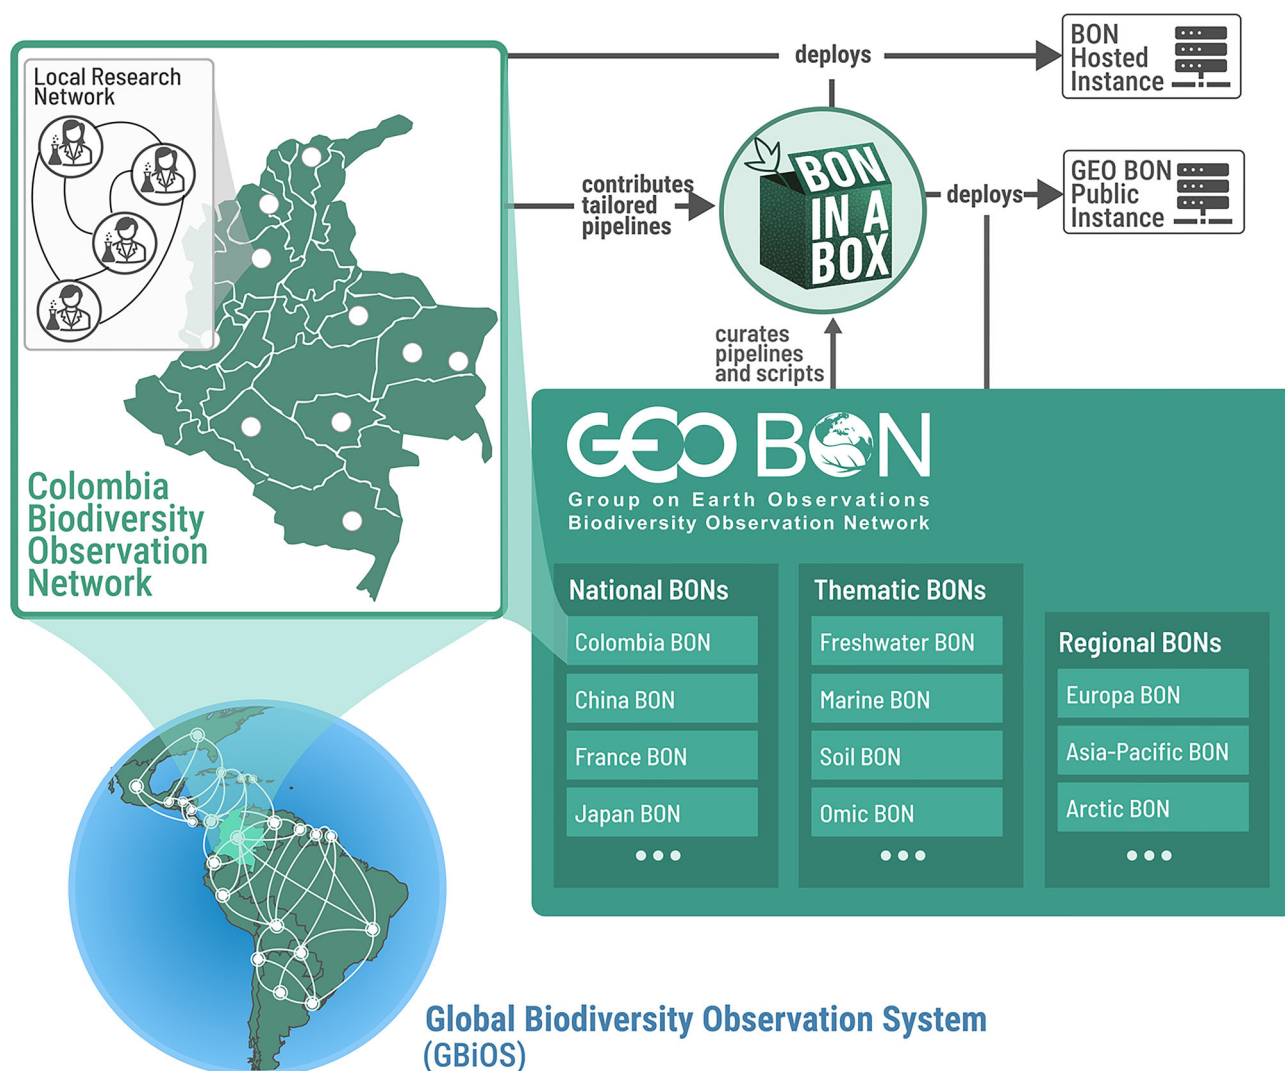 Local Research
Network
Colombia
Biodiversity
Observation
Network
deploys
BON
Hosted
Instance
contributes
tailored
pipelines
BON
IN A
BOX
deploys
GEO BON
Public
Instance
curates
pipelines
and scripts
GEO BON
Group on Earth Observations
Biodiversity Observation Network
National BONs
Colombia BON
China BON
France BON
Japan BON
Thematic BONs
Freshwater BON
Marine BON
Soil BON
Omic BON
Regional BONs
Europa BON
Asia-Pacific BON
Arctic BON
Global Biodiversity Observation System
(GBiOS)